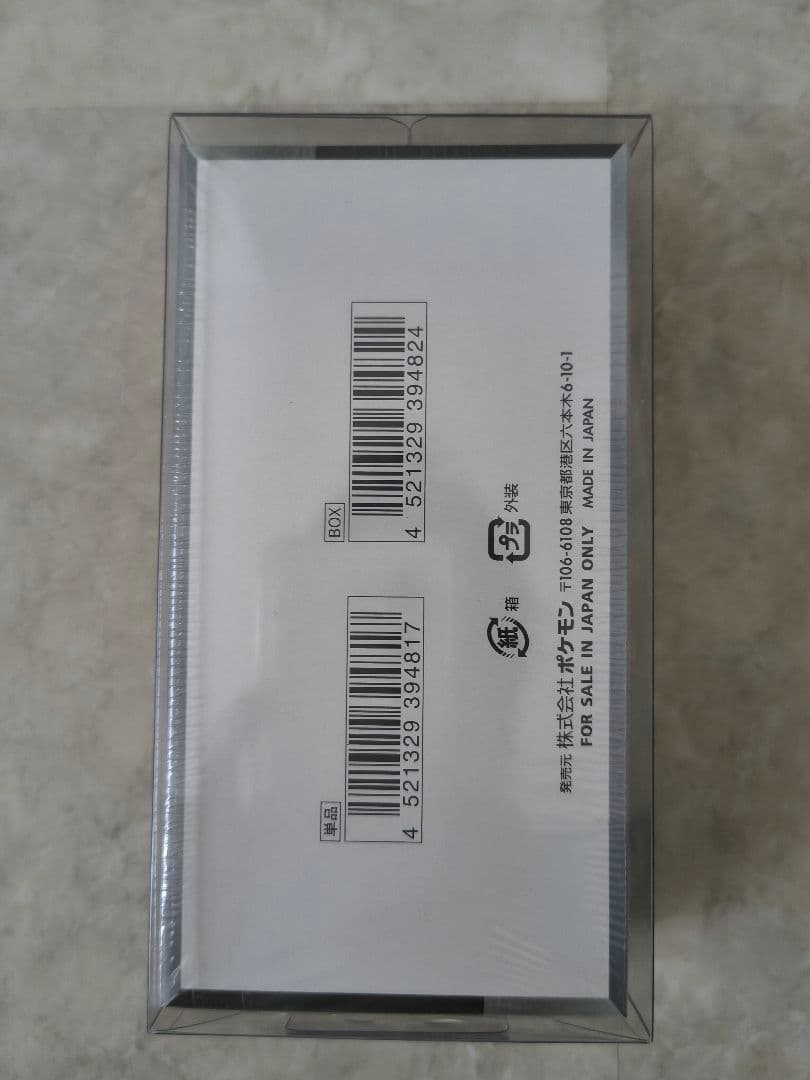 単品
4 521329 394817
BOX
4 521329 394824
紙 箱
プラ 外装
発売元 株式会社 ポケモン 〒106-6108 東京都港区六本木6-10-1
FOR SALE IN JAPAN ONLY MADE IN JAPAN